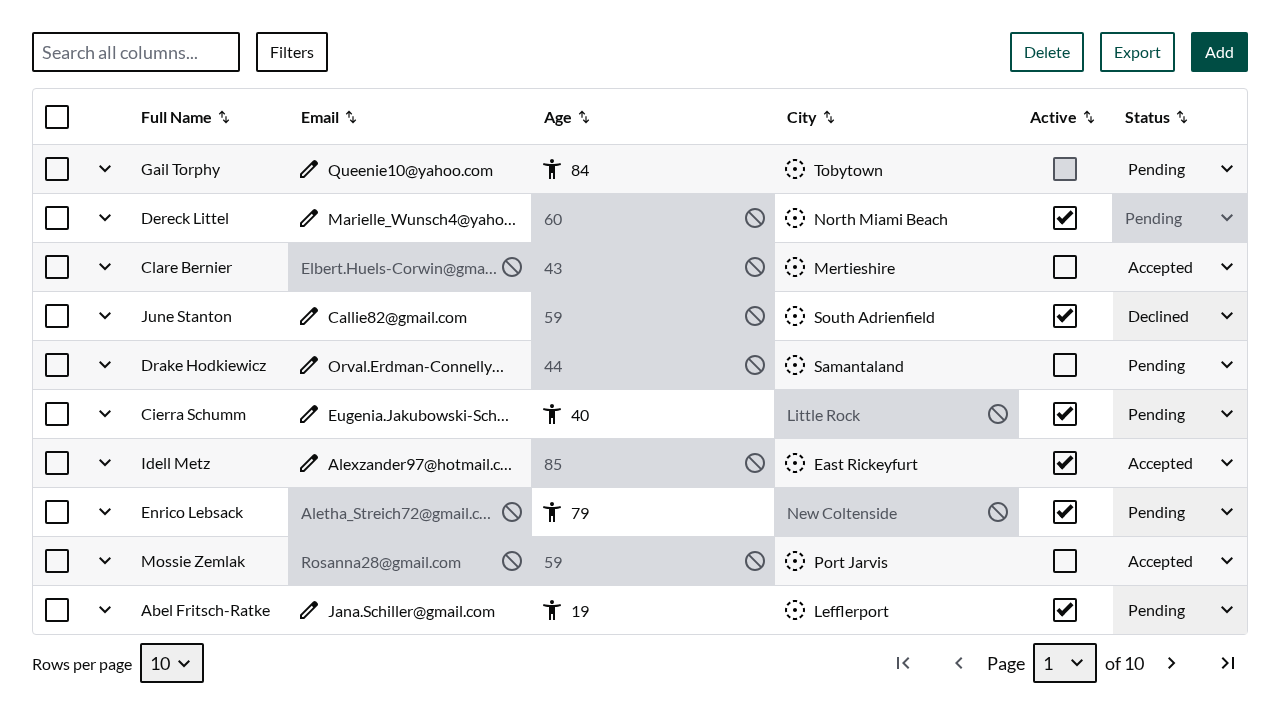 Search all columns... Filters Delete Export Add
Full Name Email Age City Active Status
Gail Torphy Queenie10@yahoo.com 84 Tobytown Pending
Dereck Littel Marielle_Wunsch4@yaho... 60 North Miami Beach Pending
Clare Bernier Elbert.Huels-Corwin@gma... 43 Mertieshire Accepted
June Stanton Callie82@gmail.com 59 South Adrienfield Declined
Drake Hodkiewicz Orval.Erdman-Connelly... 44 Samantaland Pending
Cierra Schumm Eugenia.Jakubowski-Sch... 40 Little Rock Pending
Idell Metz Alexzander97@hotmail.c... 85 East Rickeyfurt Accepted
Enrico Lebsack Aletha_Streich72@gmail.c... 79 New Coltenside Pending
Mossie Zemlak Rosanna28@gmail.com 59 Port Jarvis Accepted
Abel Fritsch-Ratke Jana.Schiller@gmail.com 19 Lefflerport Pending
Rows per page 10 Page 1 of 10